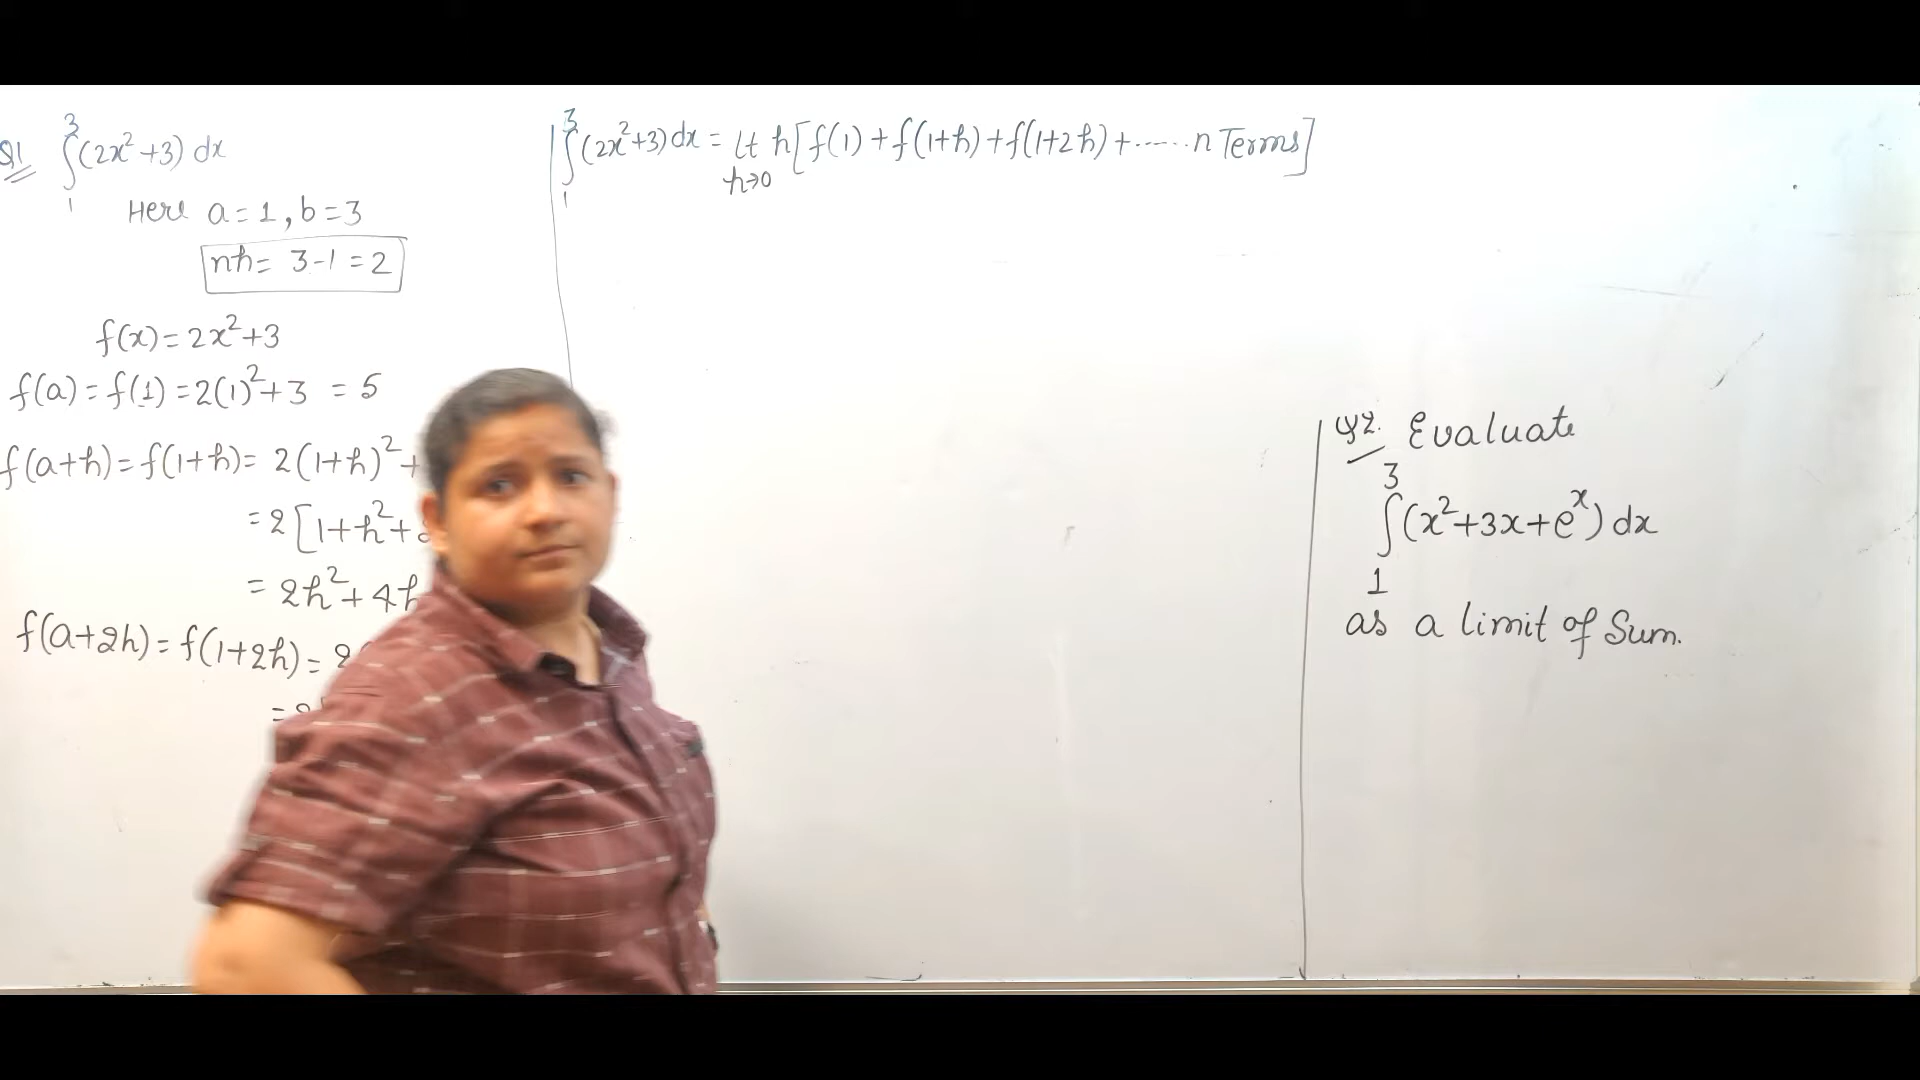 Q1 ∫₁³ (2x²+3) dx
Here a=1, b=3
nh= 3-1 =2
f(x)=2x²+3
f(a)=f(1)=2(1)²+3 =5
f(a+h)=f(1+h)= 2(1+h)²+
=2[1+h²+
= 2h²+4h
f(a+2h)=f(1+2h)=2
=
∫₁³ (2x²+3)dx = Lt h→0 h[f(1)+f(1+h)+f(1+2h)+......n Terms]
Q2. Evaluate
∫₁³ (x²+3x+eˣ) dx
as a limit of Sum.